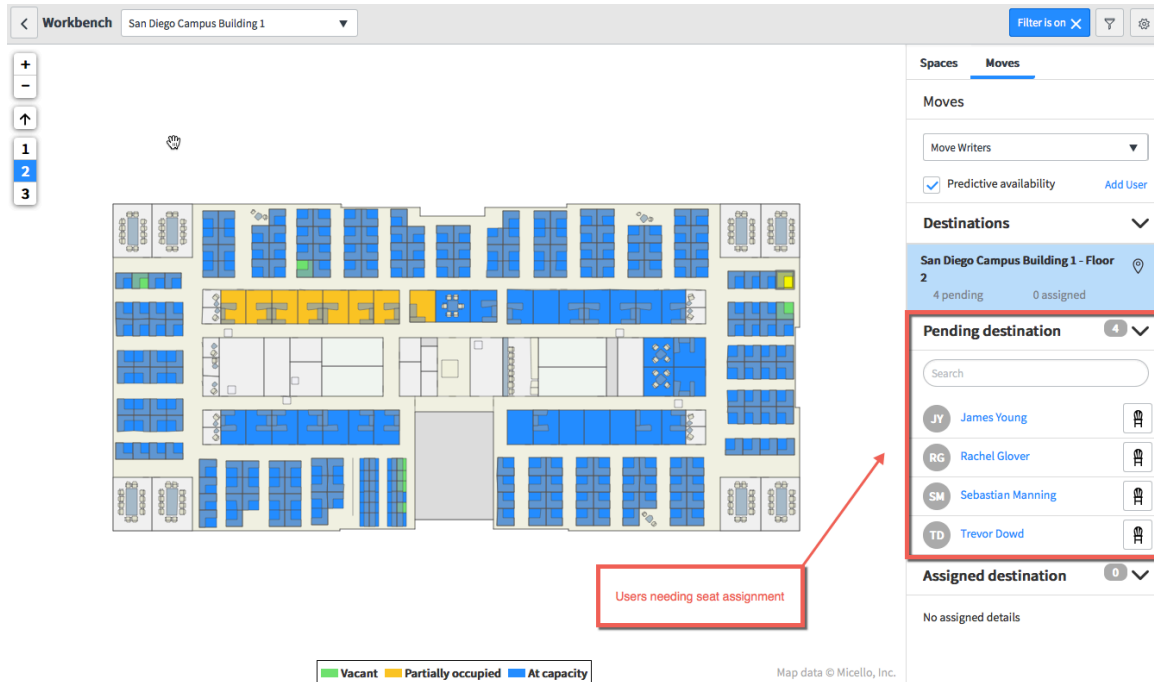 Workbench
San Diego Campus Building 1
Filter is on
+
−
1
2
3
Spaces Moves
Moves
Move Writers
Predictive availability Add User
Destinations
San Diego Campus Building 1 - Floor
2
4 pending 0 assigned
Pending destination 4
Search
JY James Young
RG Rachel Glover
SM Sebastian Manning
TD Trevor Dowd
Assigned destination 0
No assigned details
Users needing seat assignment
Vacant Partially occupied At capacity
Map data © Micello, Inc.